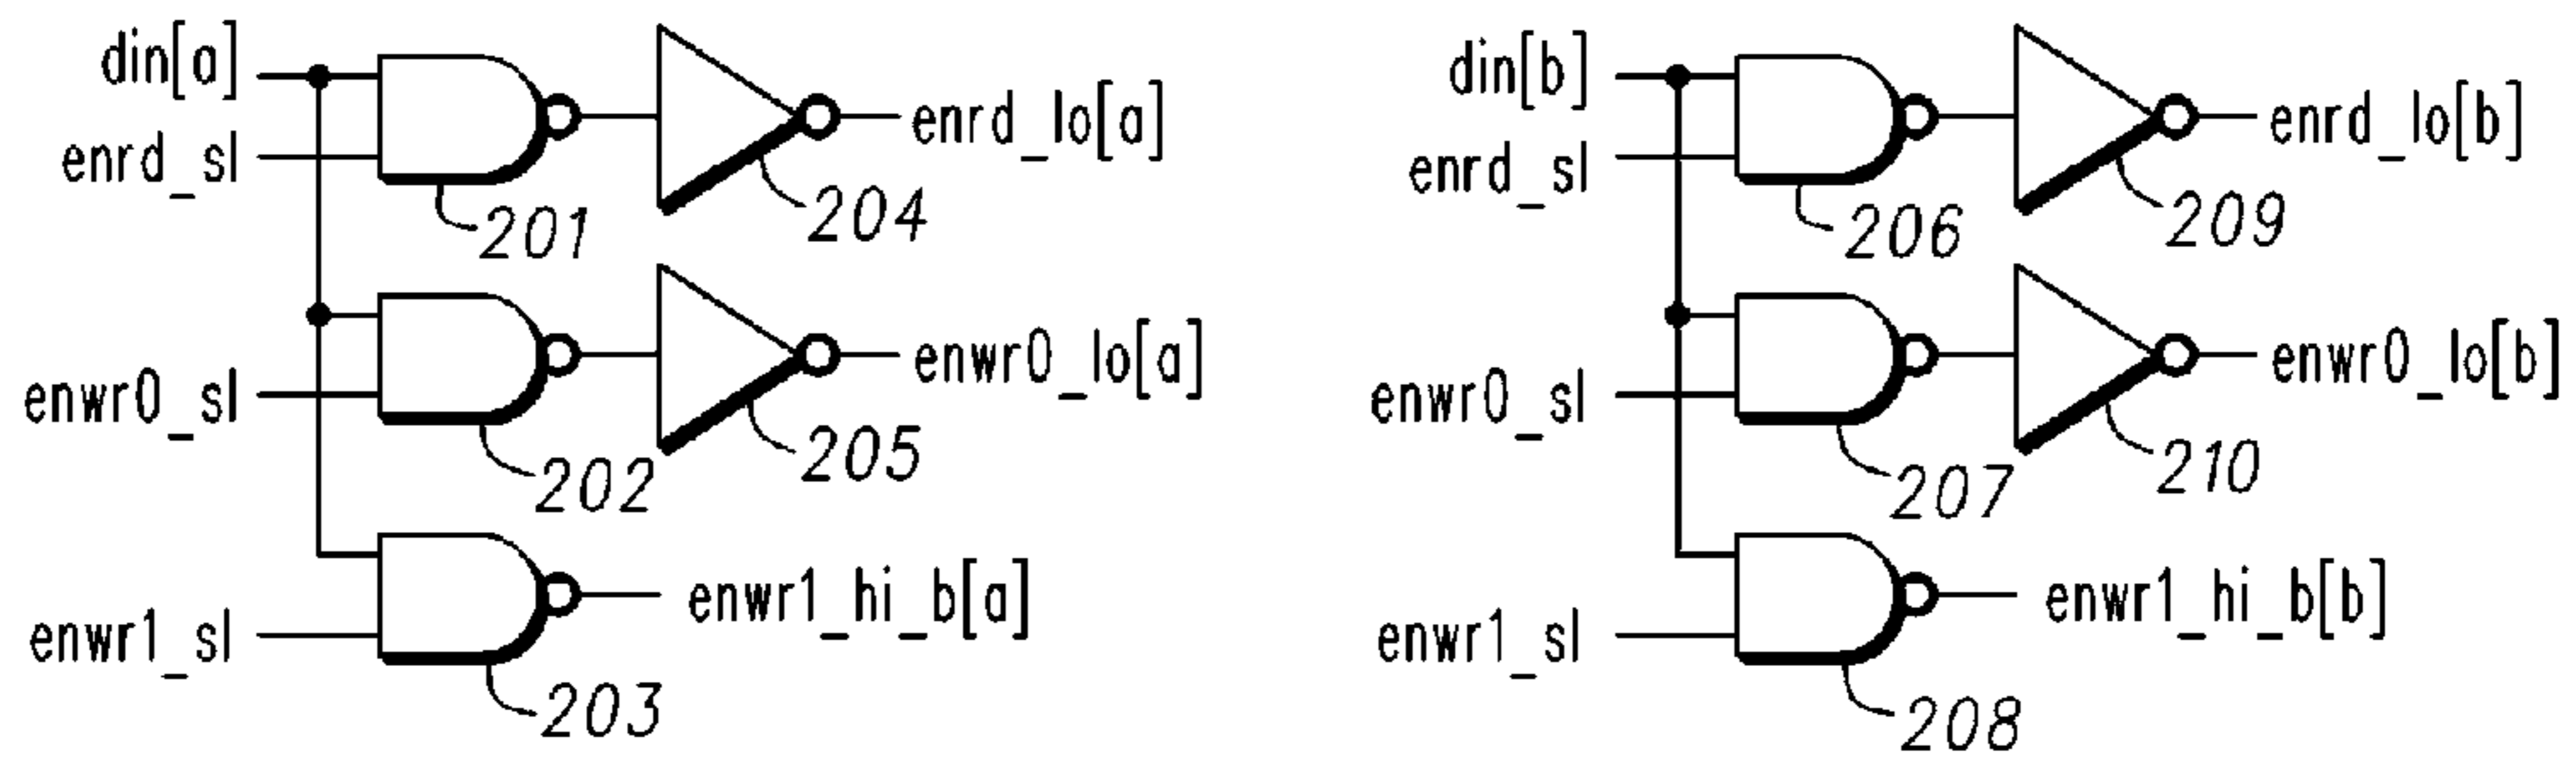 din[a]
enrd_sl
201
204
enrd_lo[a]
enwr0_sl
202
205
enwr0_lo[a]
enwr1_sl
203
enwr1_hi_b[a]
din[b]
enrd_sl
206
209
enrd_lo[b]
enwr0_sl
207
210
enwr0_lo[b]
enwr1_sl
208
enwr1_hi_b[b]